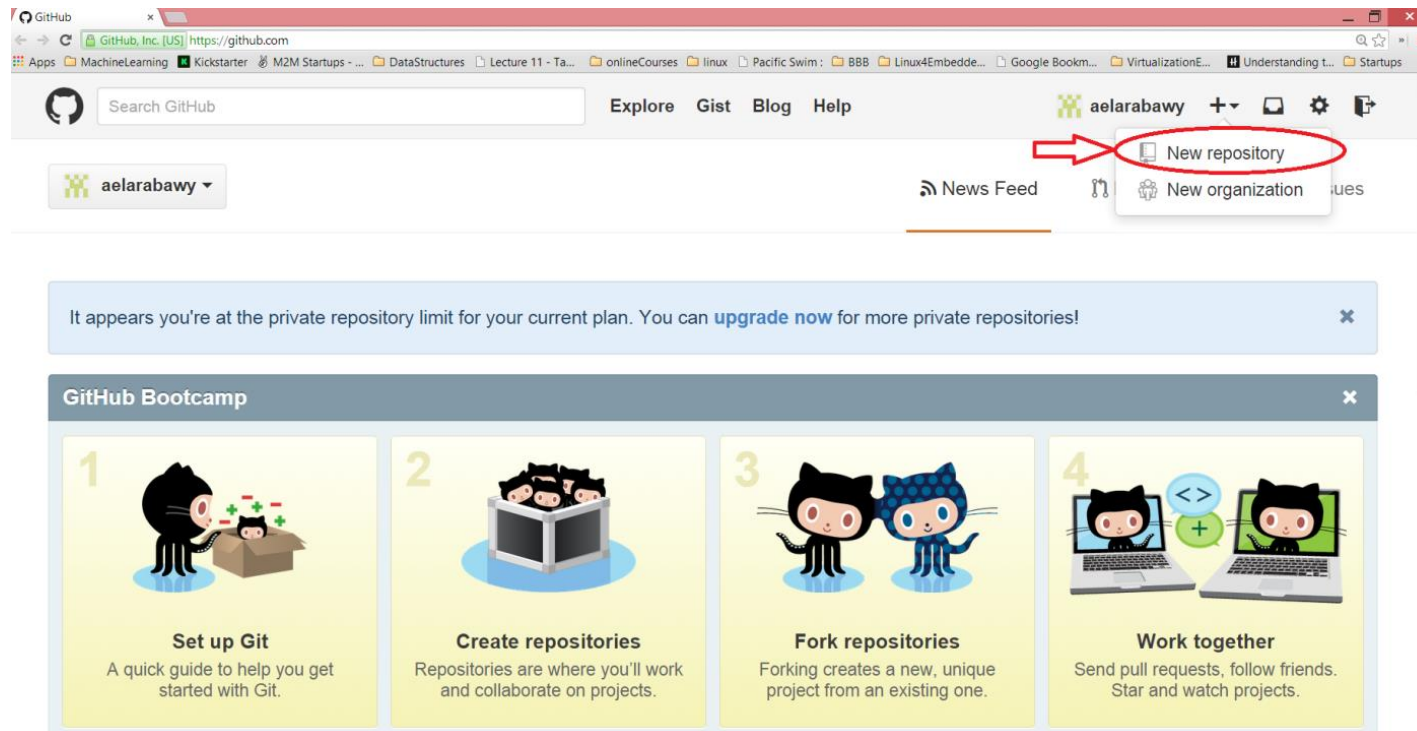 GitHub
GitHub, Inc. [US] https://github.com
Apps MachineLearning Kickstarter M2M Startups - ... DataStructures Lecture 11 - Ta... onlineCourses linux Pacific Swim : BBB Linux4Embedde... Google Bookm... VirtualizationE... Understanding t... Startups
Search GitHub Explore Gist Blog Help aelarabawy
New repository
aelarabawy News Feed New organization ues
It appears you're at the private repository limit for your current plan. You can upgrade now for more private repositories!
GitHub Bootcamp
1
2
3
4
Set up Git
A quick guide to help you get
started with Git.
Create repositories
Repositories are where you'll work
and collaborate on projects.
Fork repositories
Forking creates a new, unique
project from an existing one.
Work together
Send pull requests, follow friends.
Star and watch projects.